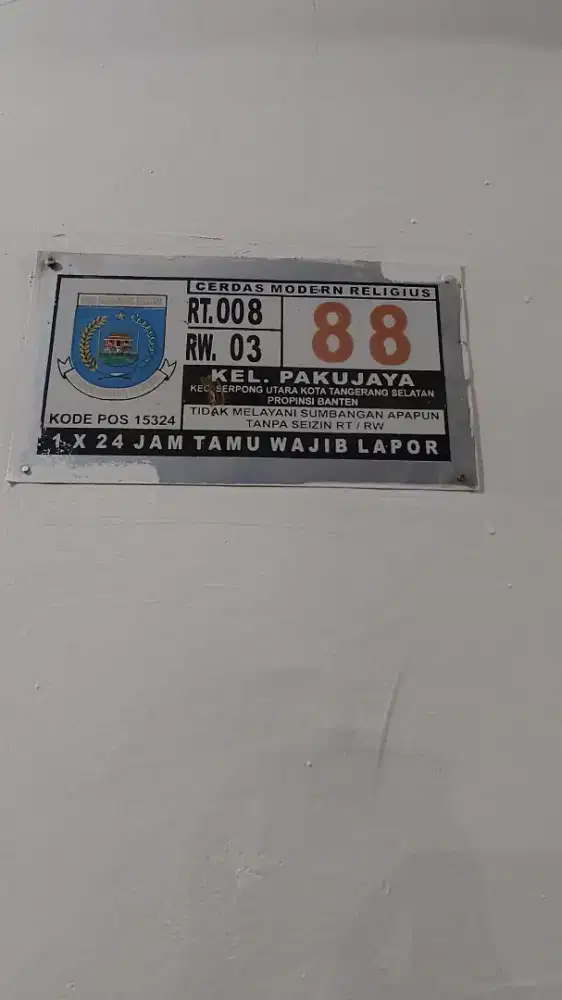 CERDAS MODERN RELIGIUS
RT. 008
RW. 03
88
KEL. PAKUJAYA
KEC. SERPONG UTARA KOTA TANGERANG SELATAN
PROPINSI BANTEN
KODE POS 15324
TIDAK MELAYANI SUMBANGAN APAPUN
TANPA SEIZIN RT / RW
1 X 24 JAM TAMU WAJIB LAPOR